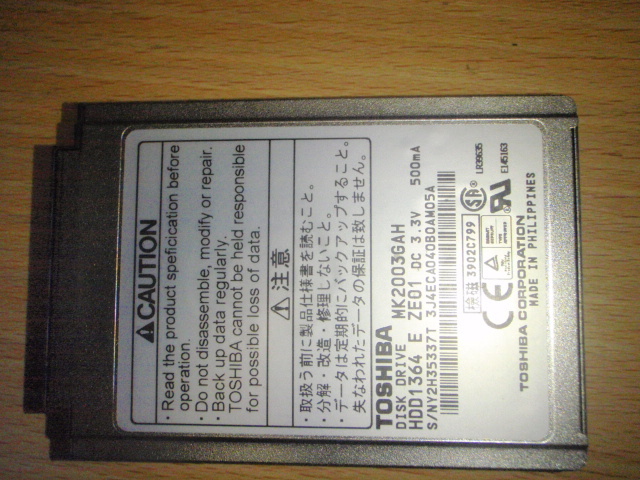 ⚠CAUTION
・Read the product speficication before
operation.
・Do not disassemble, modify or repair.
・Back up data regularly.
TOSHIBA cannot be held responsible
for possible loss of data.
⚠注意
・取扱う前に製品仕様書を読むこと。
・分解・改造・修理しないこと。
・データは定期的にバックアップすること。
失なわれたデータの保証は致しません。
TOSHIBA
DISK DRIVE MK2003GAH
HDD1364 E ZE01 DC 3.3V 500mA
S/NY2H35337T 3J4ECA040B0AM05A
3902C799
LR39635
E145163
CE
TOSHIBA CORPORATION
MADE IN PHILIPPINES